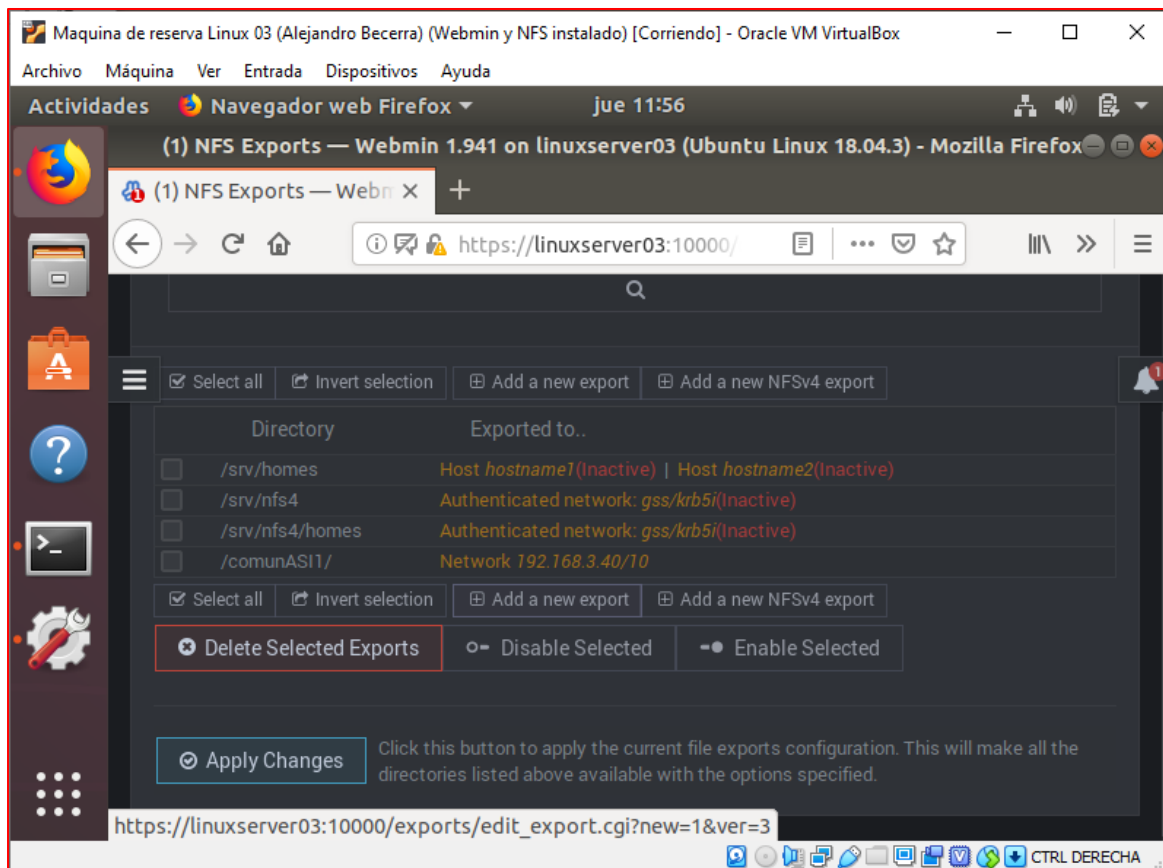 Maquina de reserva Linux 03 (Alejandro Becerra) (Webmin y NFS instalado) [Corriendo] - Oracle VM VirtualBox
Archivo Máquina Ver Entrada Dispositivos Ayuda
Actividades Navegador web Firefox jue 11:56
(1) NFS Exports — Webmin 1.941 on linuxserver03 (Ubuntu Linux 18.04.3) - Mozilla Firefox
(1) NFS Exports — Webm
https://linuxserver03:10000/
Select all Invert selection Add a new export Add a new NFSv4 export
1
Directory Exported to..
/srv/homes Host hostname1(Inactive) | Host hostname2(Inactive)
/srv/nfs4 Authenticated network: gss/krb5i(Inactive)
/srv/nfs4/homes Authenticated network: gss/krb5i(Inactive)
/comunASI1/ Network 192.168.3.40/10
Select all Invert selection Add a new export Add a new NFSv4 export
Delete Selected Exports Disable Selected Enable Selected
Apply Changes
Click this button to apply the current file exports configuration. This will make all the
directories listed above available with the options specified.
https://linuxserver03:10000/exports/edit_export.cgi?new=1&ver=3
CTRL DERECHA